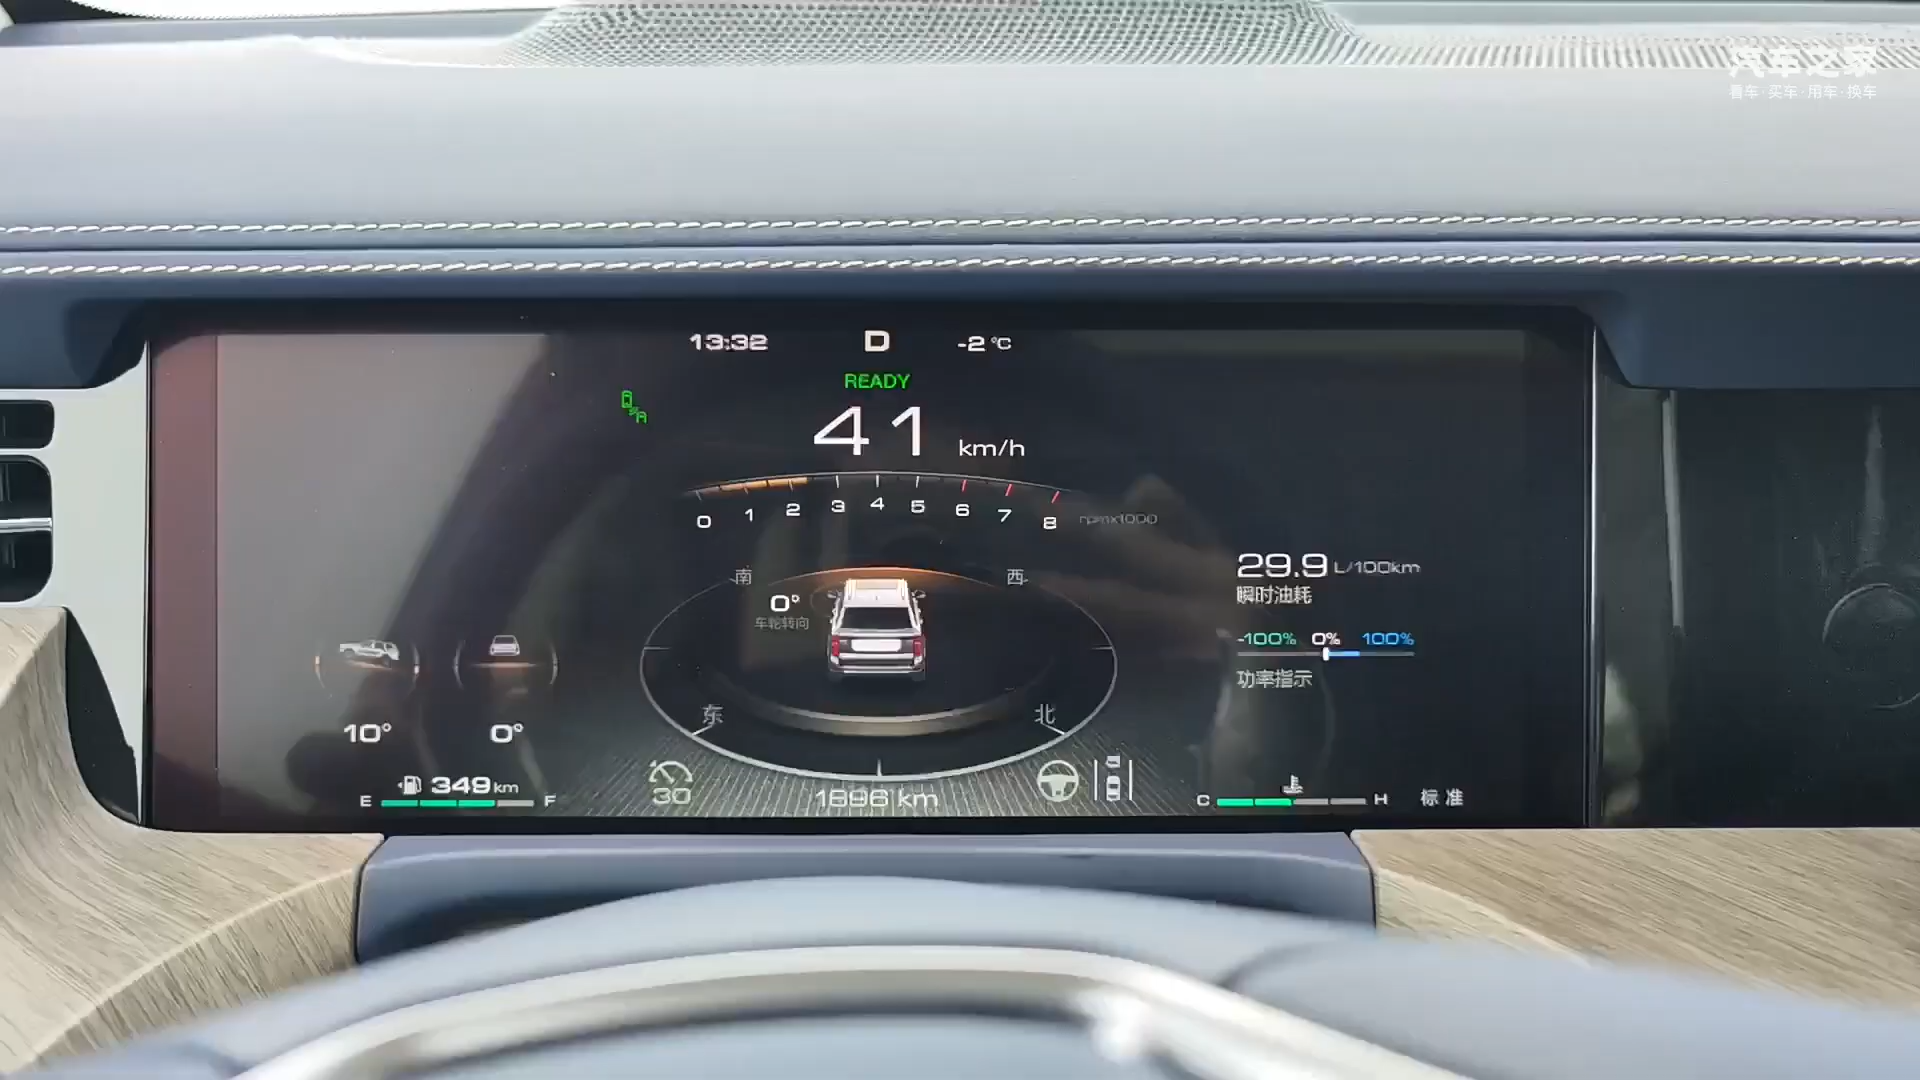 汽车之家
看车·买车·用车·换车
13:32 D -2°C
READY
41 km/h
0 1 2 3 4 5 6 7 8 rpmx1000
南 西
0°
车轮转向
29.9 L/100km
瞬时油耗
-100% 0% 100%
功率指示
东 北
10° 0°
349 km
E F
30
1696 km
C H
标准